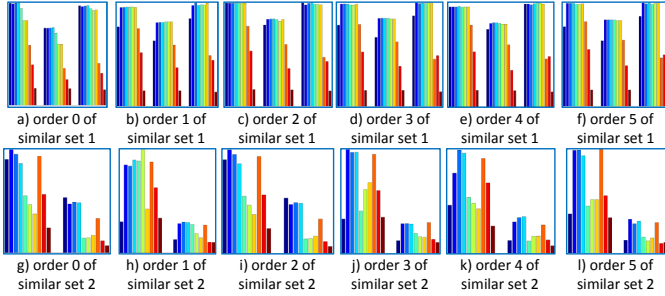 a) order 0 of b) order 1 of c) order 2 of d) order 3 of e) order 4 of f) order 5 of
similar set 1 similar set 1 similar set 1 similar set 1 similar set 1 similar set 1
g) order 0 of h) order 1 of i) order 2 of j) order 3 of k) order 4 of l) order 5 of
similar set 2 similar set 2 similar set 2 similar set 2 similar set 2 similar set 2